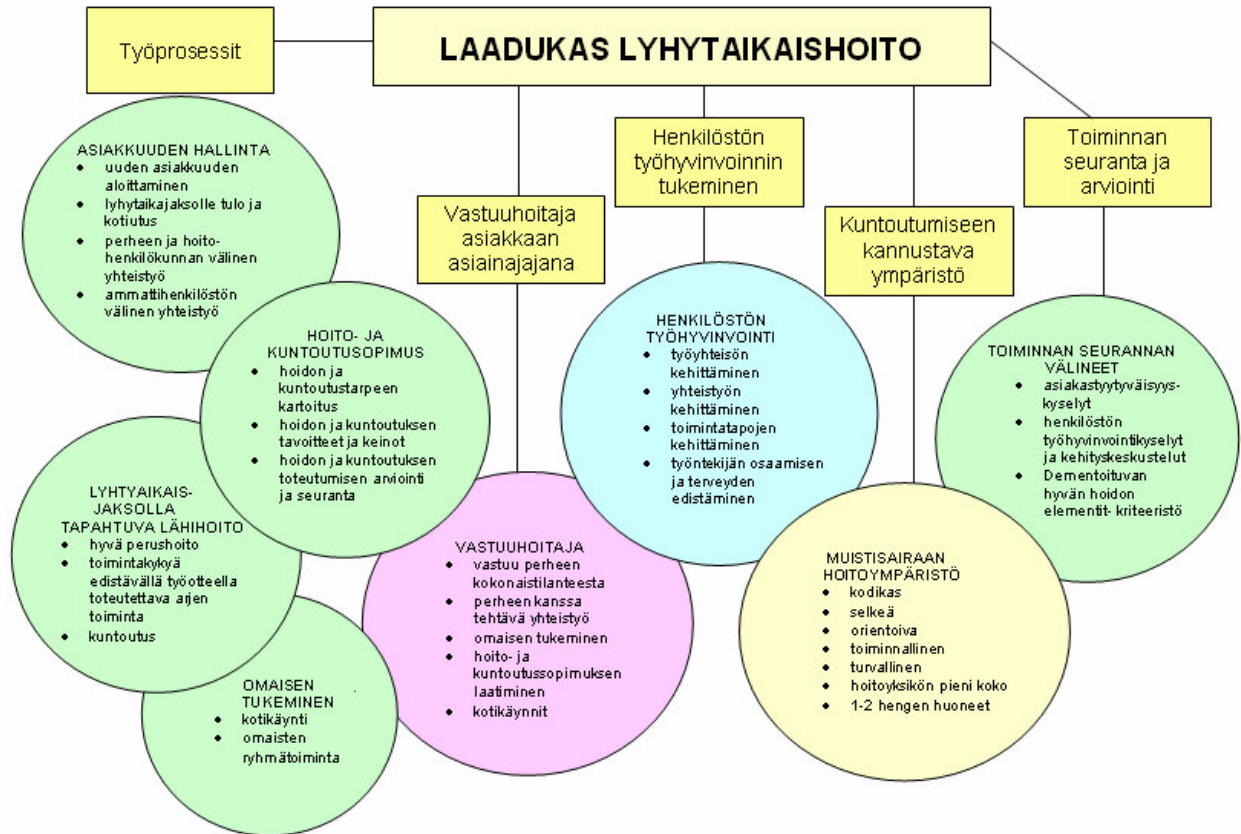 LAADUKAS LYHYTAIKAISHOITO
Työprosessit
Vastuuhoitaja
asiakkaan
asiainajajana
Henkilöstön
työhyvinvoinnin
tukeminen
Kuntoutumiseen
kannustava
ympäristö
Toiminnan
seuranta ja
arviointi
ASIAKKUUDEN HALLINTA
• uuden asiakkuuden
aloittaminen
• lyhytaikajaksolle tulo ja
kotiutus
• perheen ja hoito-
henkilökunnan välinen
yhteistyö
• ammattihenkilöstön
välinen yhteistyö
HOITO- JA
KUNTOUTUSOPIMUS
• hoidon ja
kuntoutustarpeen
kartoitus
• hoidon ja kuntoutuksen
tavoitteet ja keinot
• hoidon ja kuntoutuksen
toteutumisen arviointi
ja seuranta
LYHTYAIKAIS-
JAKSOLLA
TAPAHTUVA LÄHIHOITO
• hyvä perushoito
• toimintakykyä
edistävällä työotteella
toteutettava arjen
toiminta
• kuntoutus
OMAISEN
TUKEMINEN
• kotikäynti
• omaisten
ryhmätoiminta
VASTUUHOITAJA
• vastuu perheen
kokonaistilanteesta
• perheen kanssa
tehtävä yhteistyö
• omaisen tukeminen
• hoito- ja
kuntoutussopimuksen
laatiminen
• kotikäynnit
HENKILÖSTÖN
TYÖHYVINVOINTI
• työyhteisön
kehittäminen
• yhteistyön
kehittäminen
• toimintatapojen
kehittäminen
• työntekijän osaamisen
ja terveyden
edistäminen
MUISTISAIRAAN
HOITOYMPÄRISTÖ
• kodikas
• selkeä
• orientoiva
• toiminnallinen
• turvallinen
• hoitoyksikön pieni koko
• 1-2 hengen huoneet
TOIMINNAN SEURANNAN
VÄLINEET
• asiakastyytyväisyys-
kyselyt
• henkilöstön
työhyvinvointikyselyt
ja kehityskeskustelut
• Dementoituvan
hyvän hoidon
elementit- kriteeristö